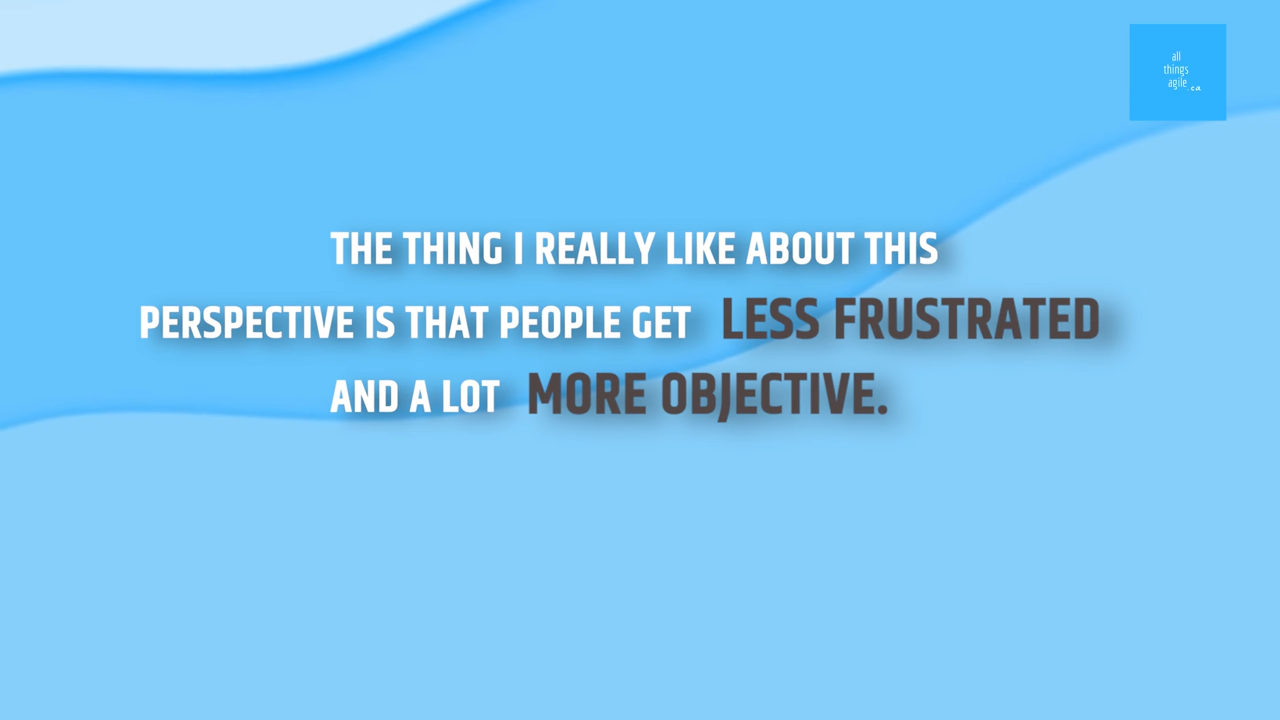 all
things
agile.ca
THE THING I REALLY LIKE ABOUT THIS
PERSPECTIVE IS THAT PEOPLE GET LESS FRUSTRATED
AND A LOT MORE OBJECTIVE.